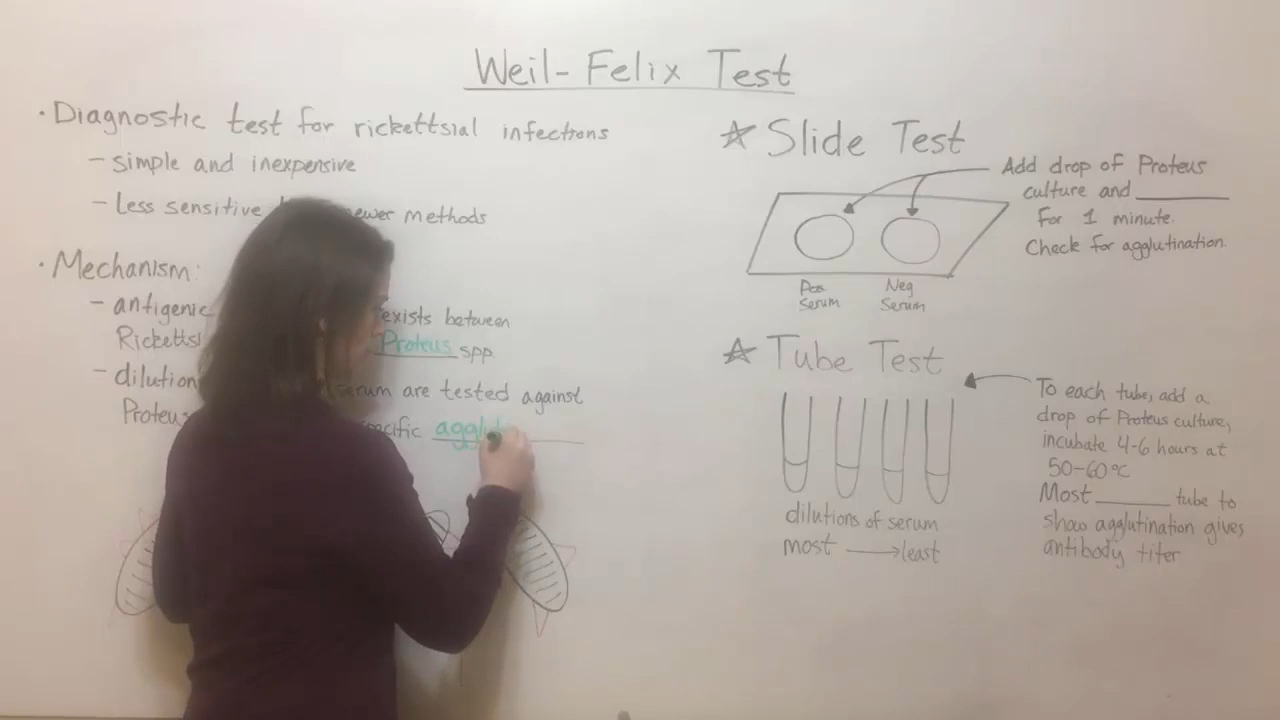 Weil-Felix Test
• Diagnostic test for rickettsial infections
- simple and inexpensive
- Less sensitive newer methods
• Mechanism:
- antigenic exists between
Rickettsi Proteus spp.
- dilution serum are tested against
Proteus
★ Slide Test
Add drop of Proteus
culture and ________
for 1 minute.
Check for agglutination.
Pos Serum
Neg Serum
★ Tube Test
To each tube, add a
drop of Proteus culture,
incubate 4-6 hours at
50-60°C
Most ______ tube to
show agglutination gives
antibody titer
dilutions of serum
most → least